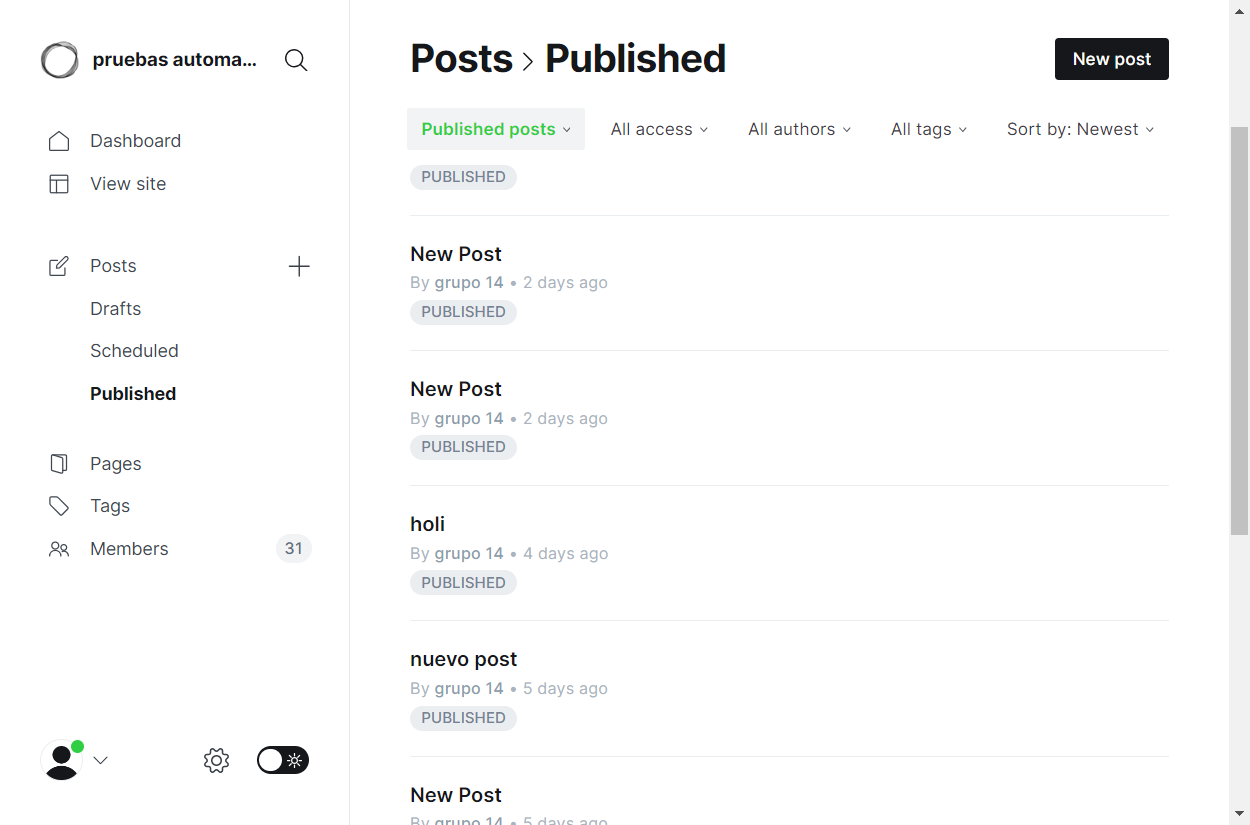 pruebas automa...
Dashboard
View site
Posts
Drafts
Scheduled
Published
Pages
Tags
Members 31
Posts > Published
New post
Published posts All access All authors All tags Sort by: Newest
PUBLISHED
New Post
By grupo 14 • 2 days ago
PUBLISHED
New Post
By grupo 14 • 2 days ago
PUBLISHED
holi
By grupo 14 • 4 days ago
PUBLISHED
nuevo post
By grupo 14 • 5 days ago
PUBLISHED
New Post
By grupo 14 • 5 days ago